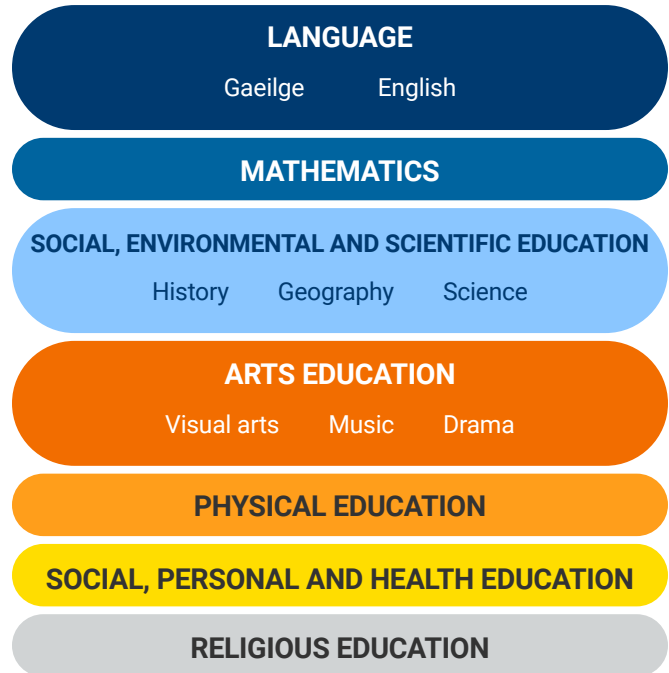 LANGUAGE
Gaeilge English
MATHEMATICS
SOCIAL, ENVIRONMENTAL AND SCIENTIFIC EDUCATION
History Geography Science
ARTS EDUCATION
Visual arts Music Drama
PHYSICAL EDUCATION
SOCIAL, PERSONAL AND HEALTH EDUCATION
RELIGIOUS EDUCATION